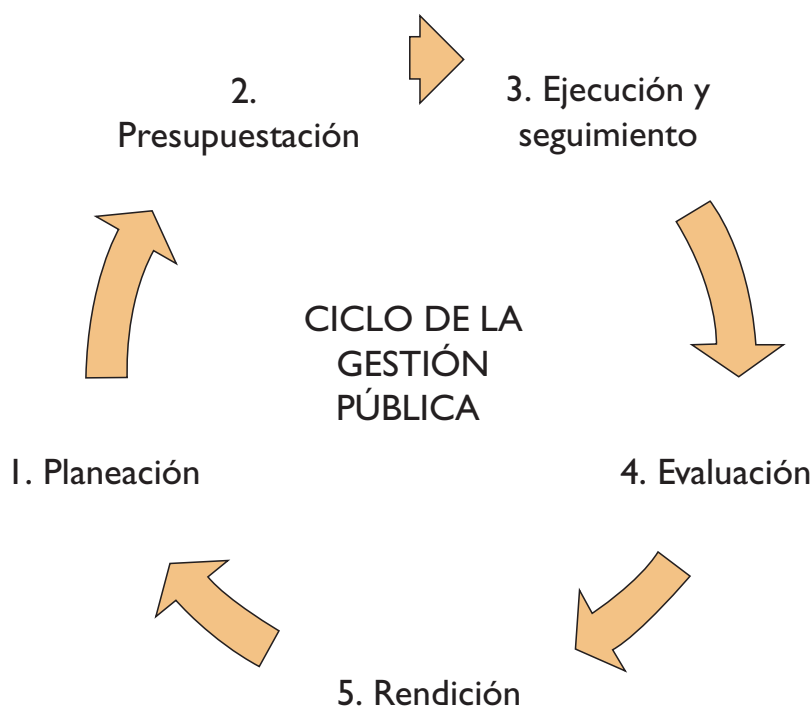 2.
Presupuestación
3. Ejecución y
seguimiento
CICLO DE LA
GESTIÓN
PÚBLICA
1. Planeación
4. Evaluación
5. Rendición